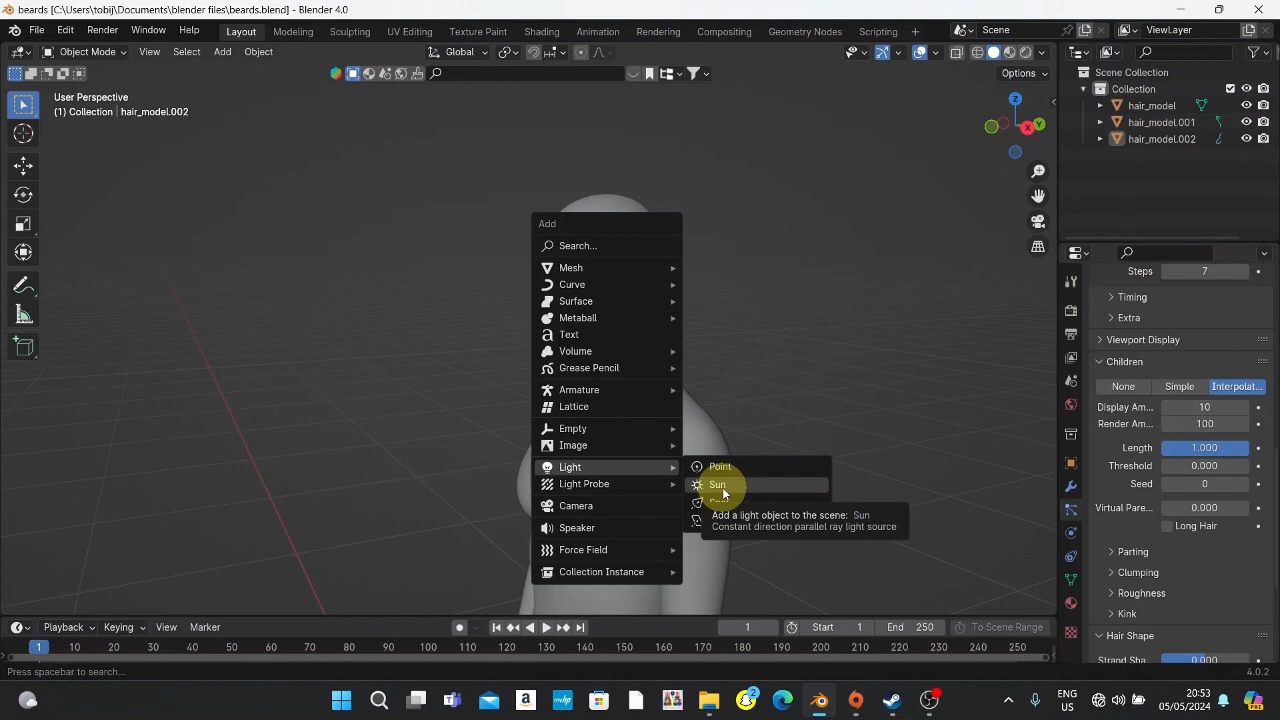 beards [C:\Users\tobij\Documents\blender files\beards.blend] - Blender 4.0
File Edit Render Window Help Layout Modeling Sculpting UV Editing Texture Paint Shading Animation Rendering Compositing Geometry Nodes Scripting + Scene ViewLayer
Object Mode View Select Add Object Global
Options
User Perspective
(1) Collection | hair_model.002
Z
X
Y
Scene Collection
Collection
hair_model
hair_model.001
hair_model.002
Add
Search...
Mesh
Curve
Surface
Metaball
Text
Volume
Grease Pencil
Armature
Lattice
Empty
Image
Light
Light Probe
Camera
Speaker
Force Field
Collection Instance
Point
Sun
Add a light object to the scene: Sun
Constant direction parallel ray light source
Steps 7
Timing
Extra
Viewport Display
Children
None Simple Interpolat...
Display Am... 10
Render Am... 100
Length 1.000
Threshold 0.000
Seed 0
Virtual Pare... 0.000
Long Hair
Parting
Clumping
Roughness
Kink
Hair Shape
Strand Sha... 0.000
Playback Keying View Marker 1 Start 1 End 250 To Scene Range
1 10 20 30 40 50 60 70 80 90 100 110 120 130 140 150 160 170 180 190 200 210 220 230 240 250
Press spacebar to search... 4.0.2
ENG
US
20:53
05/05/2024